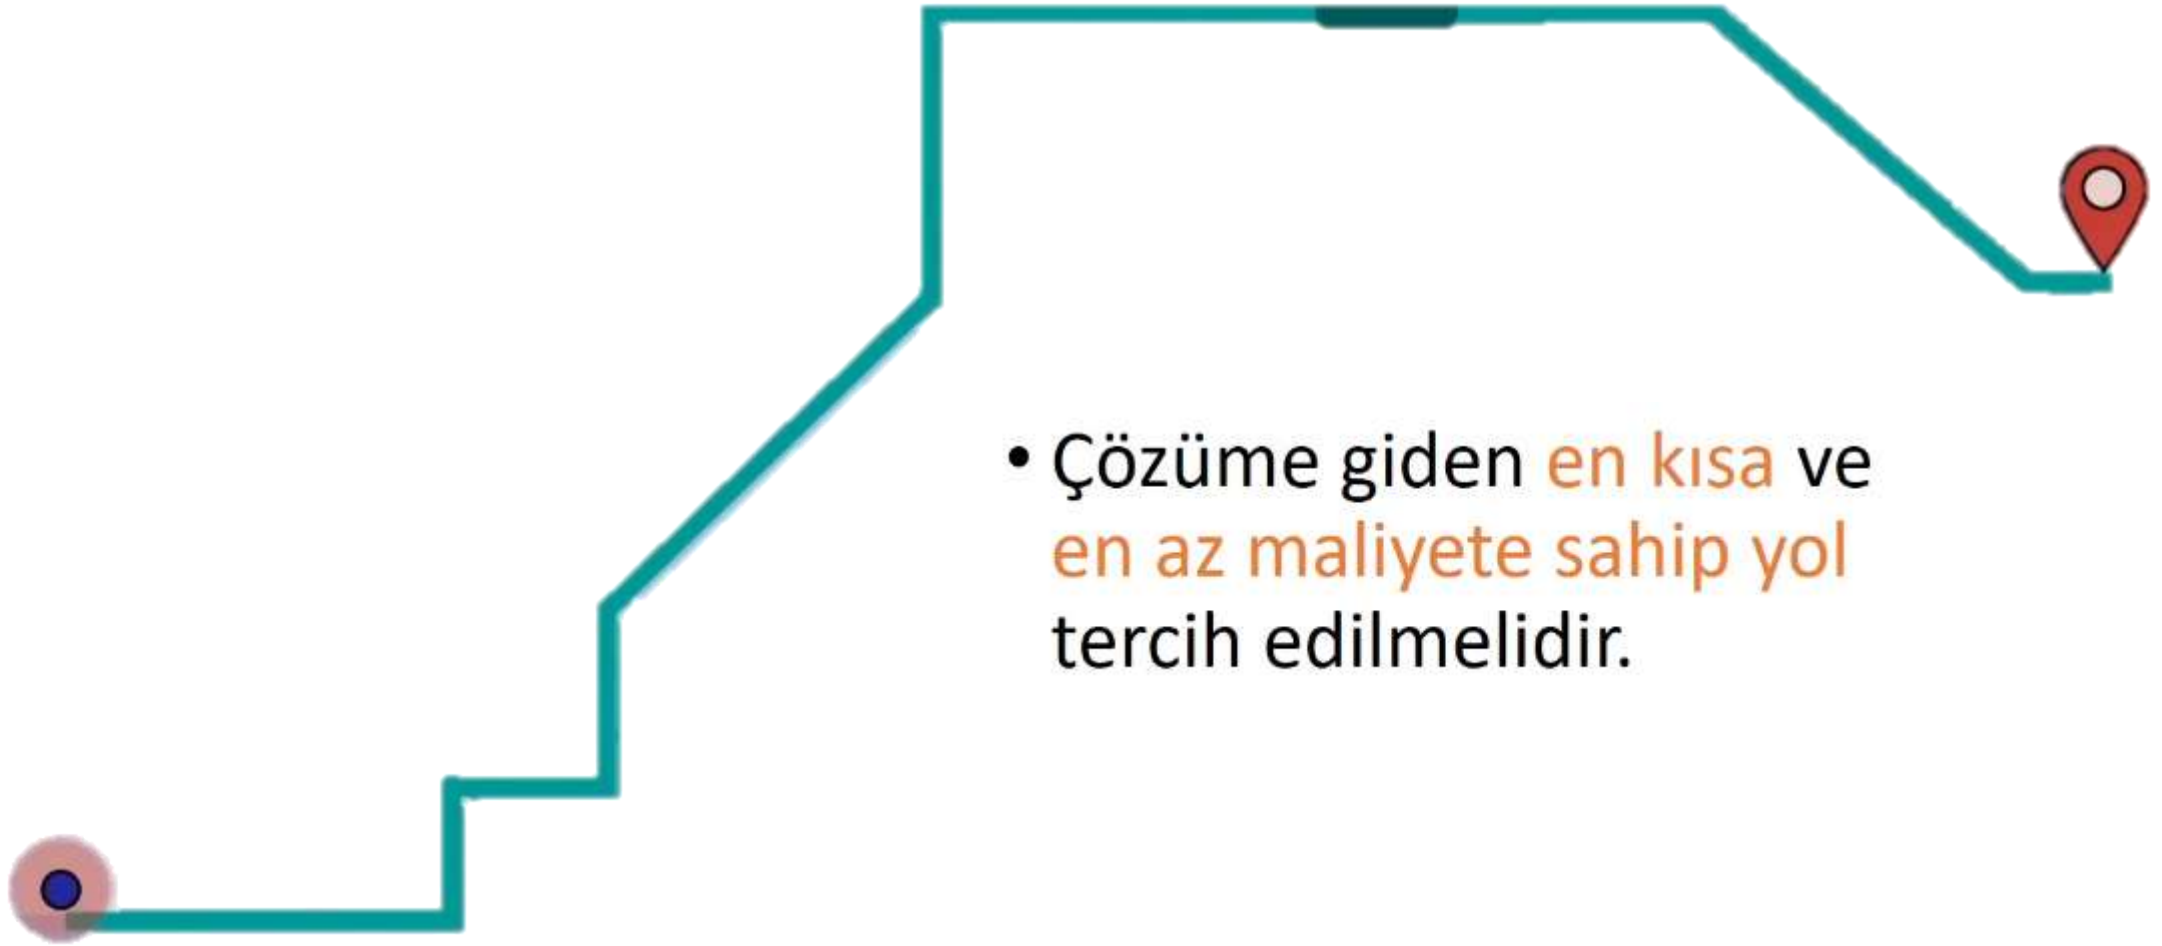 • Çözüme giden en kısa ve
en az maliyete sahip yol
tercih edilmelidir.